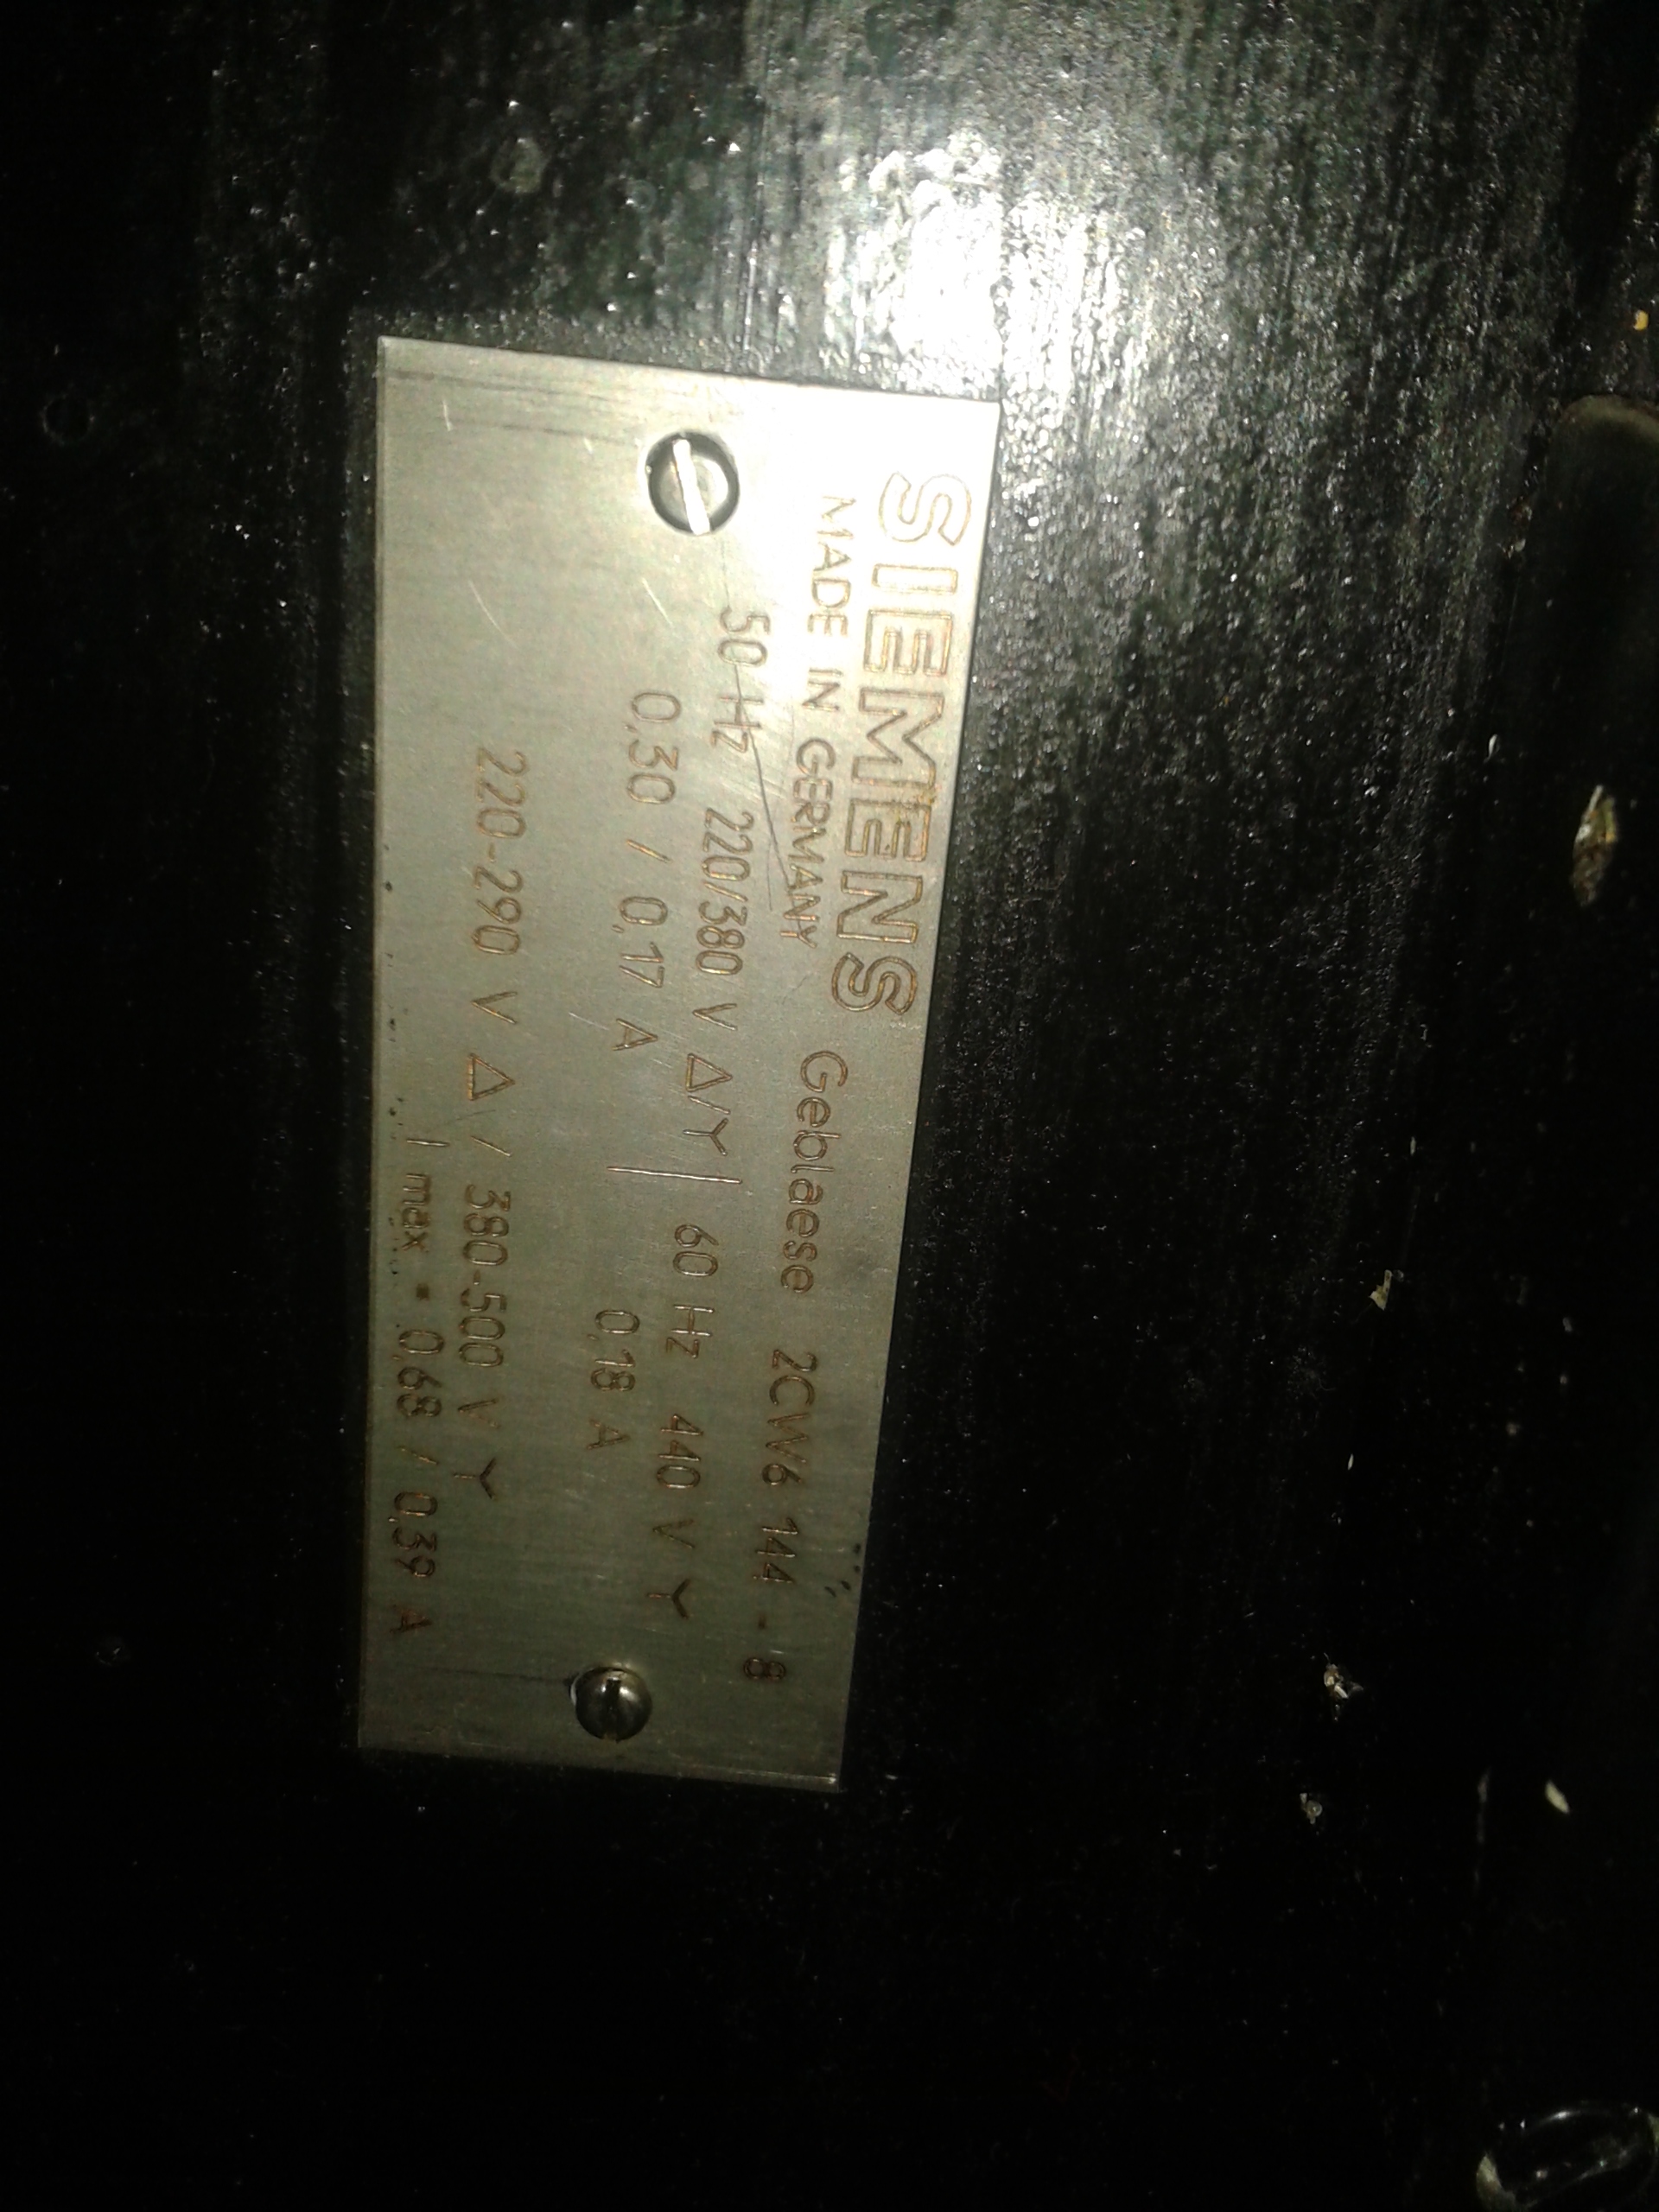 SIEMENS Geblaese 2CW6 144 - 8
MADE IN GERMANY
50 Hz 220/380 V Δ/Y | 60 Hz 440 V Y
0,30 / 0,17 A | 0,18 A
220-290 V Δ / 380-500 V Y
I max = 0,68 / 0,39 A